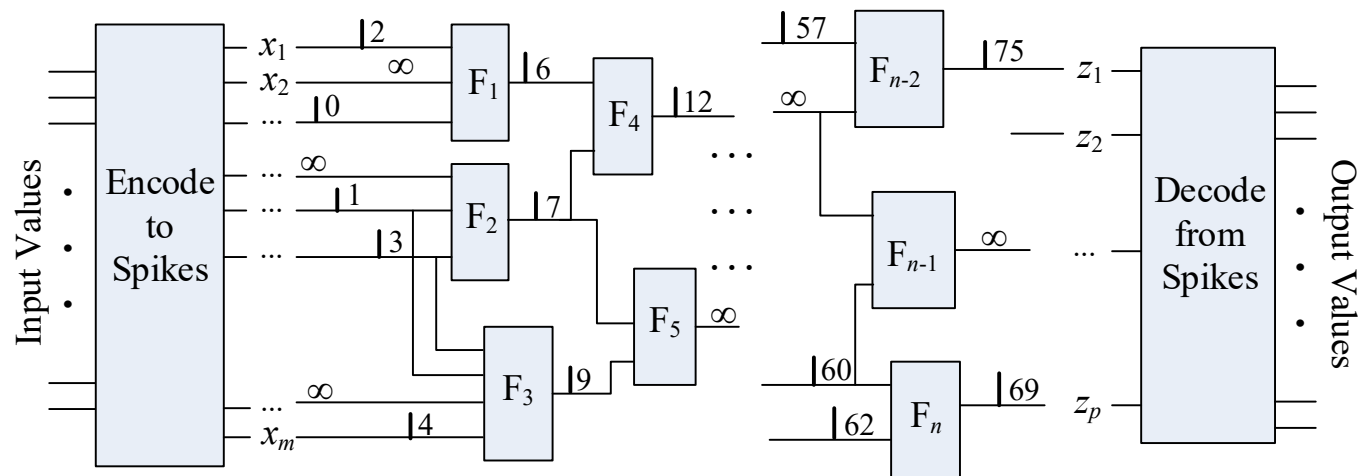 Input Values
Encode
to
Spikes
x₁
x₂
...
...
...
...
...
xₘ
2
∞
0
∞
1
3
∞
4
F₁
F₂
F₃
6
7
9
F₄
F₅
12
∞
...
...
...
57
∞
60
62
Fₙ₋₂
Fₙ₋₁
Fₙ
75
∞
69
z₁
z₂
...
zₚ
Decode
from
Spikes
Output Values